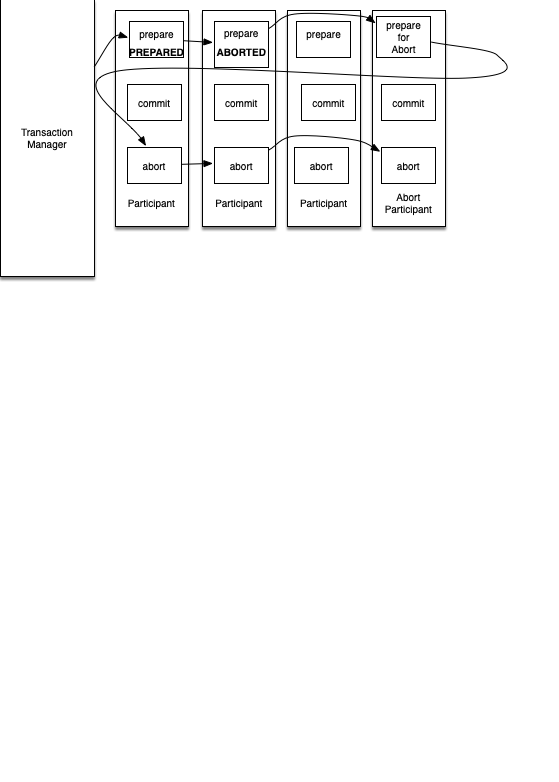 Transaction
Manager
prepare
PREPARED
commit
abort
Participant
prepare
ABORTED
commit
abort
Participant
prepare
commit
abort
Participant
prepare
for
Abort
commit
abort
Abort
Participant